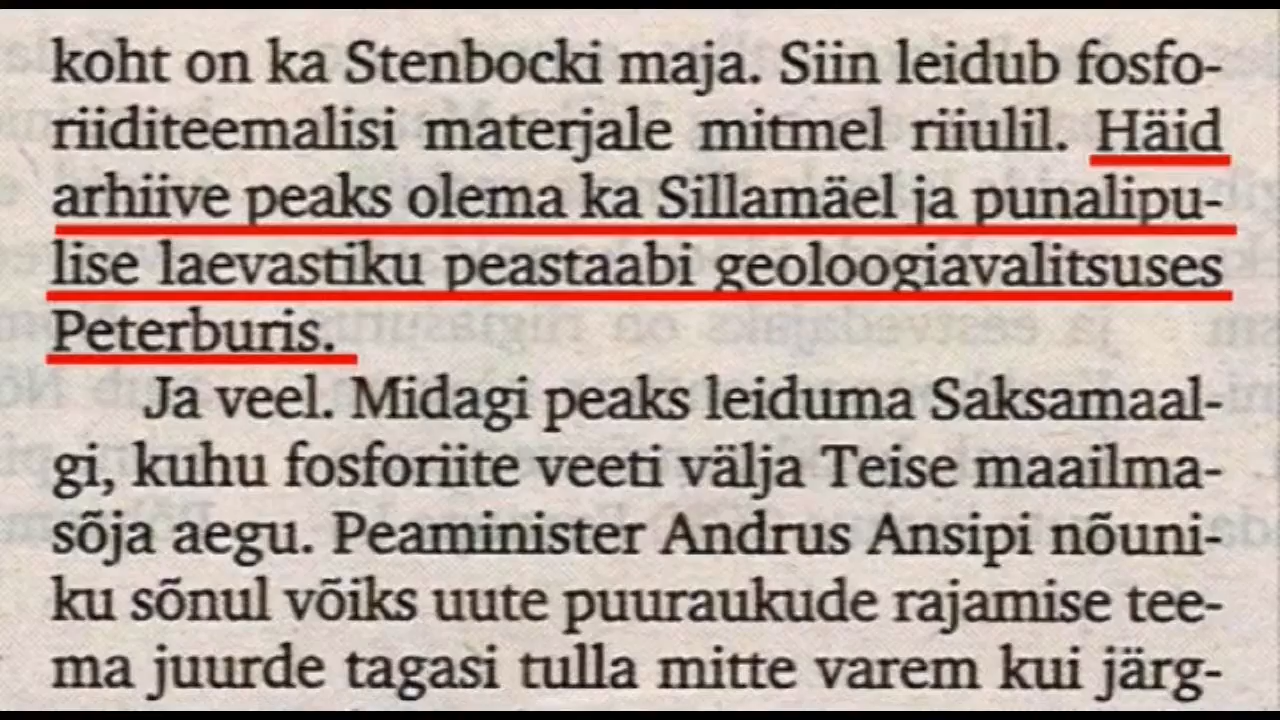 koht on ka Stenbocki maja. Siin leidub fosfo-
riiditeemalisi materjale mitmel riiulil. Häid
arhiive peaks olema ka Sillamäel ja punalipu-
lise laevastiku peastaabi geoloogiavalitsuses
Peterburis.
Ja veel. Midagi peaks leiduma Saksamaal-
gi, kuhu fosforiite veeti välja Teise maailma-
sõja aegu. Peaminister Andrus Ansipi nõuni-
ku sõnul võiks uute puuraukude rajamise tee-
ma juurde tagasi tulla mitte varem kui järg-